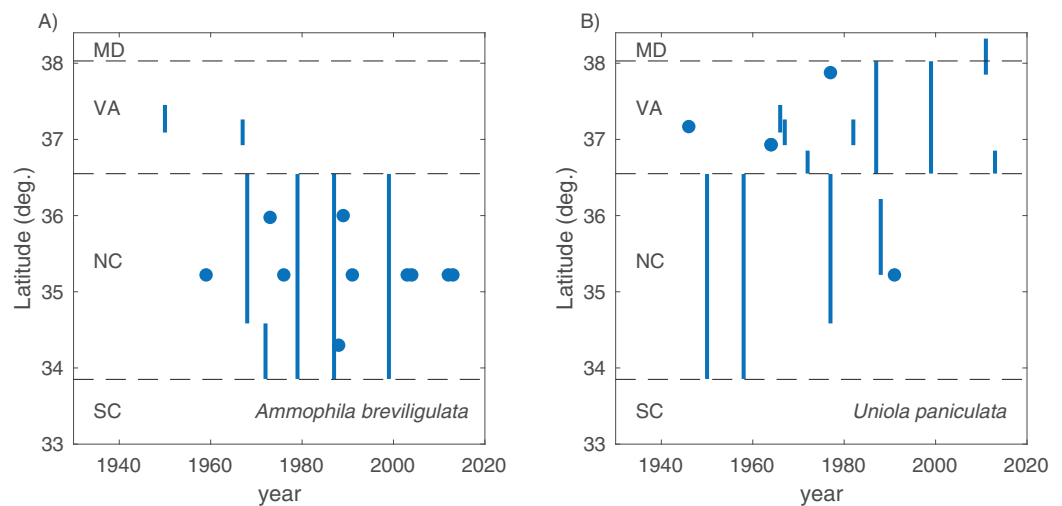 A)
MD
VA
NC
SC
Ammophila breviligulata
Latitude (deg.)
38
37
36
35
34
33
1940 1960 1980 2000 2020
year
B)
MD
VA
NC
SC
Uniola paniculata
Latitude (deg.)
38
37
36
35
34
33
1940 1960 1980 2000 2020
year